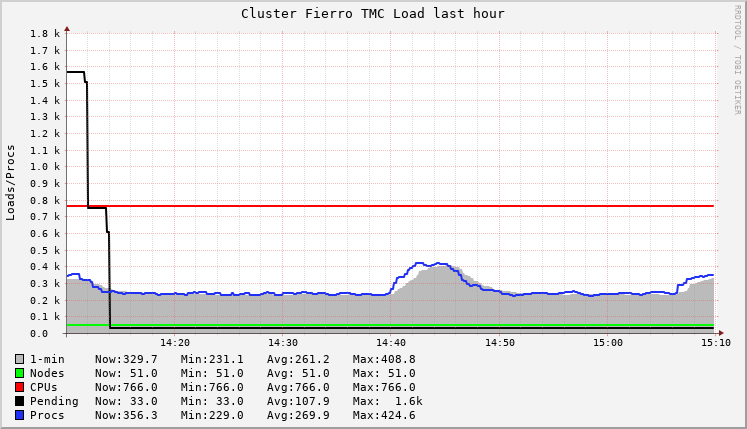 Cluster Fierro TMC Load last hour
RRDTOOL / TOBI OETIKER
Loads/Procs
1.8 k
1.7 k
1.6 k
1.5 k
1.4 k
1.3 k
1.2 k
1.1 k
1.0 k
0.9 k
0.8 k
0.7 k
0.6 k
0.5 k
0.4 k
0.3 k
0.2 k
0.1 k
0.0
14:20 14:30 14:40 14:50 15:00 15:10
1-min Now:329.7 Min:231.1 Avg:261.2 Max:408.8
Nodes Now: 51.0 Min: 51.0 Avg: 51.0 Max: 51.0
CPUs Now:766.0 Min:766.0 Avg:766.0 Max:766.0
Pending Now: 33.0 Min: 33.0 Avg:107.9 Max: 1.6k
Procs Now:356.3 Min:229.0 Avg:269.9 Max:424.6